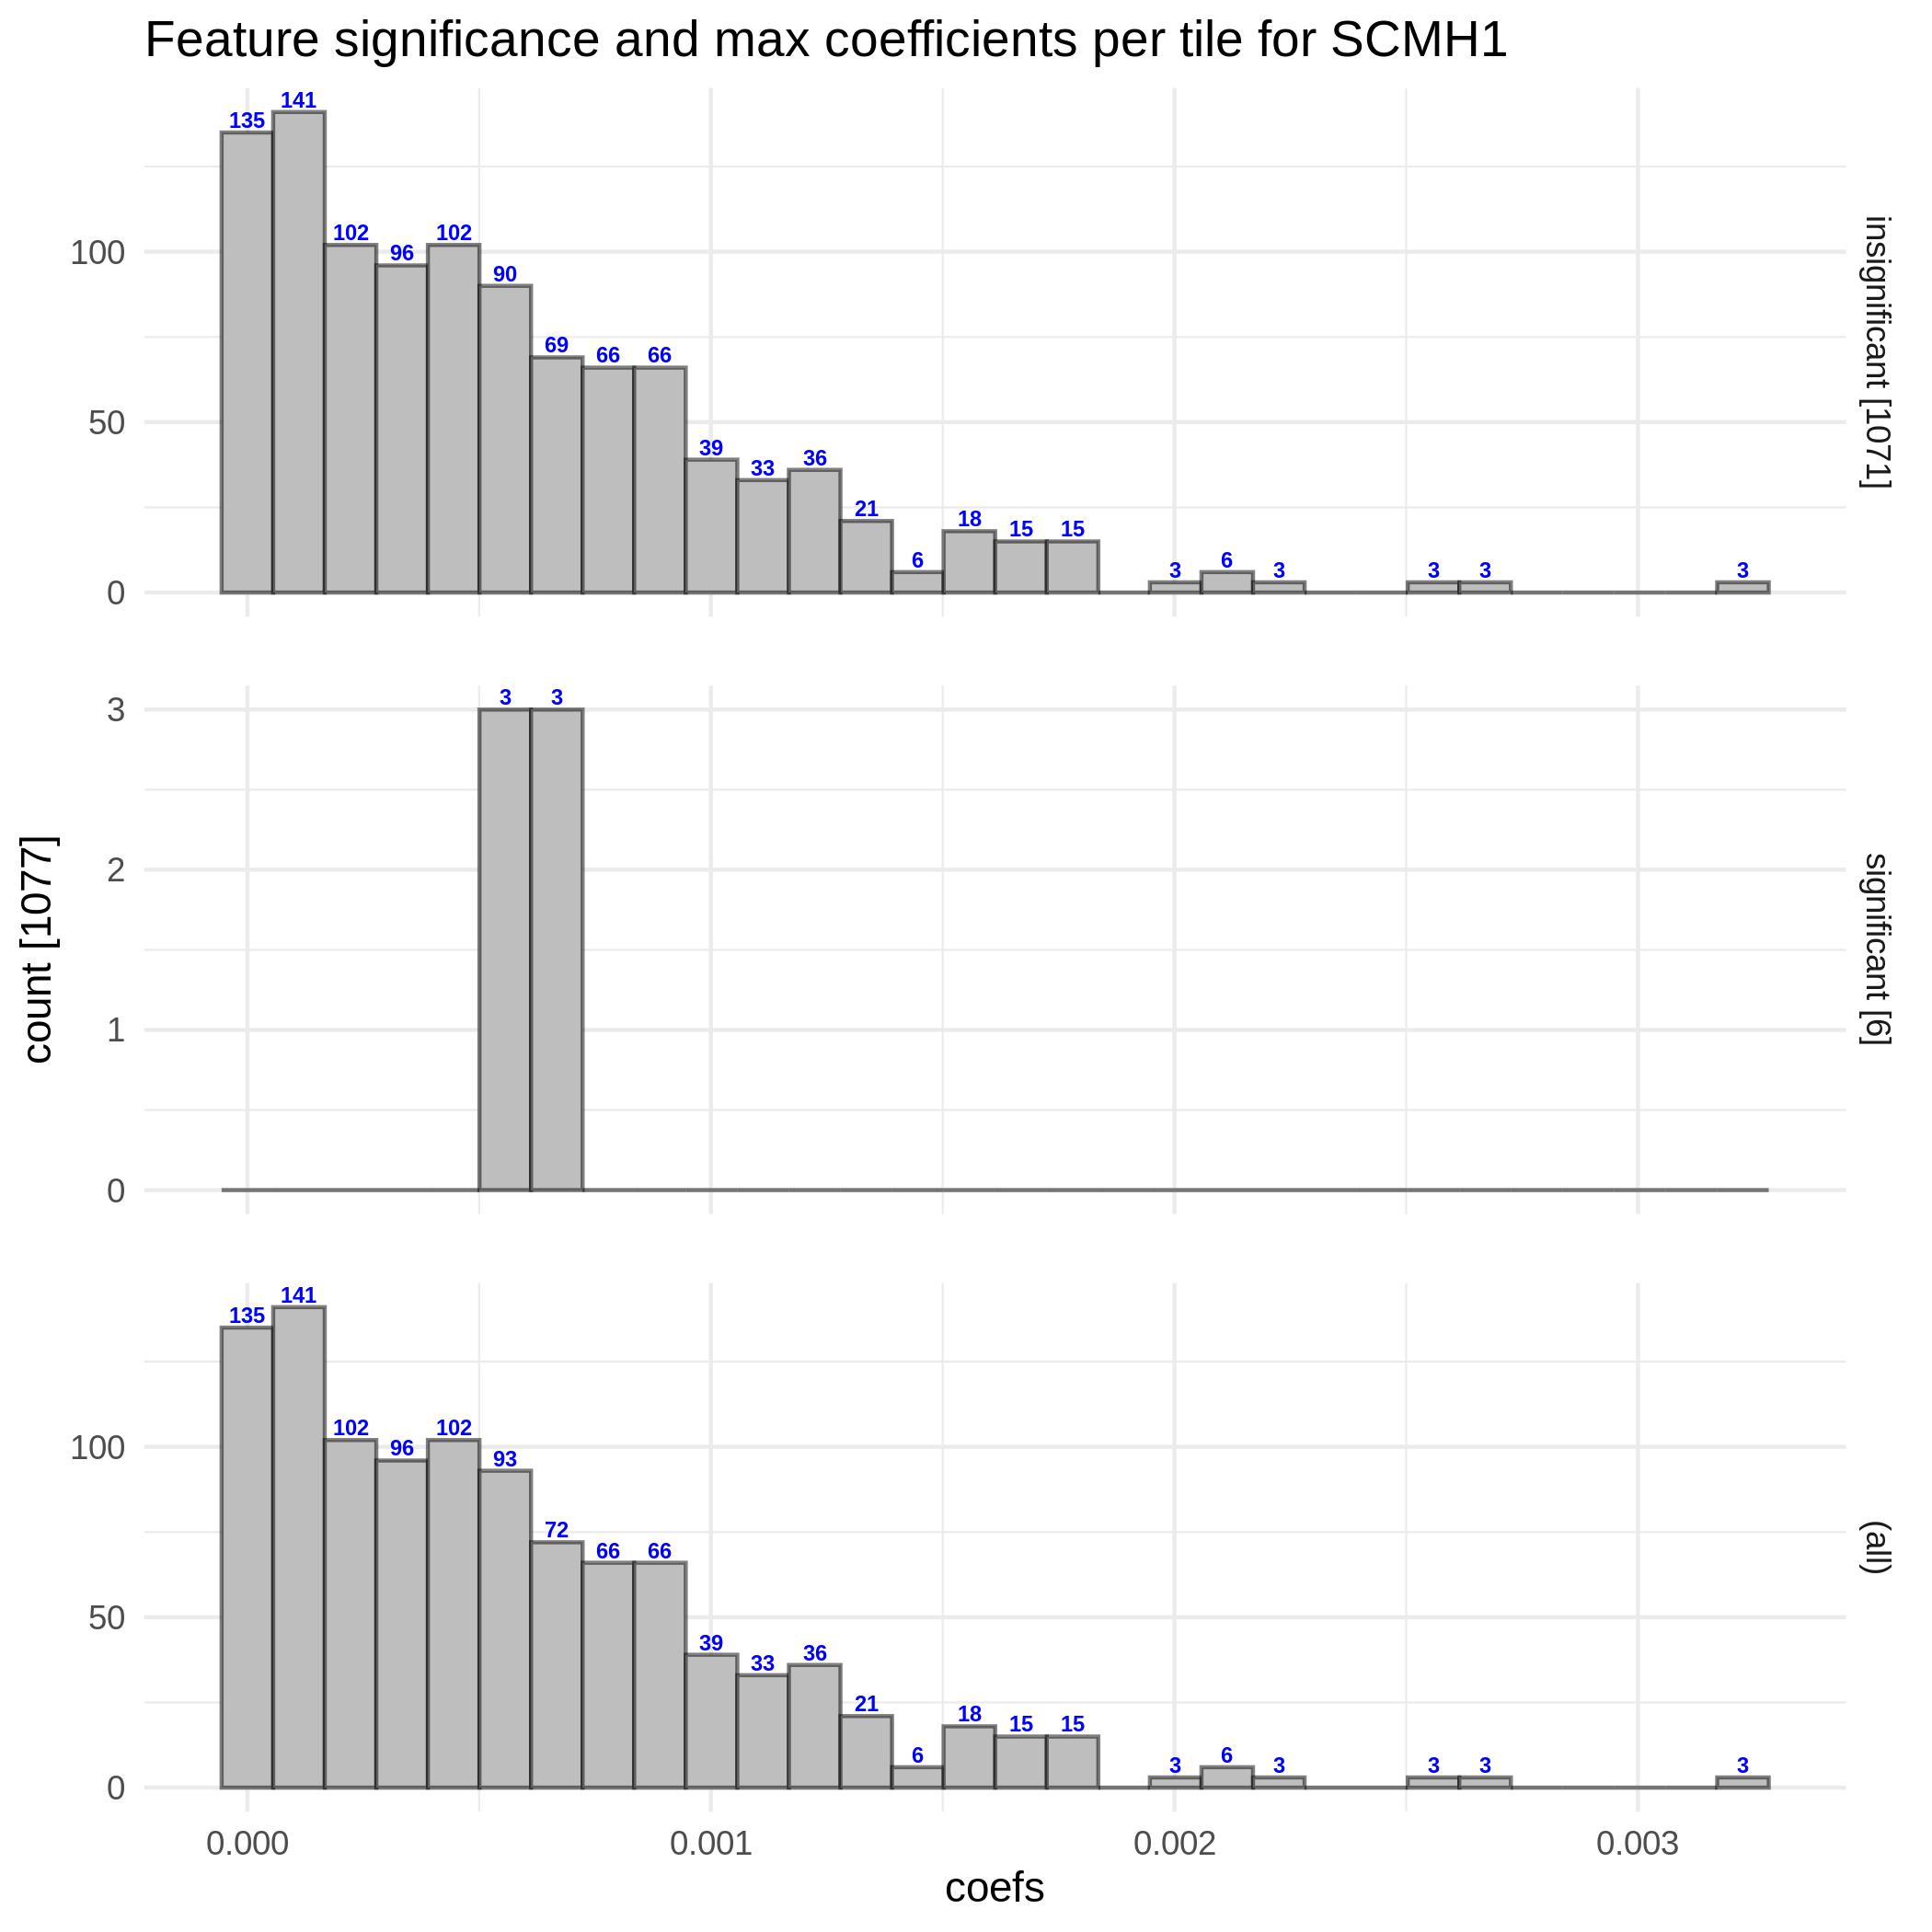 Feature significance and max coefficients per tile for SCMH1
135 141 102 96 102 90 69 66 66 39 33 36 21 6 18 15 15 3 6 3 3 3 3
100
50
0
insignificant [1071]
3 3
3
2
1
0
significant [6]
count [1077]
135 141 102 96 102 93 72 66 66 39 33 36 21 6 18 15 15 3 6 3 3 3 3
100
50
0
(all)
0.000 0.001 0.002 0.003
coefs